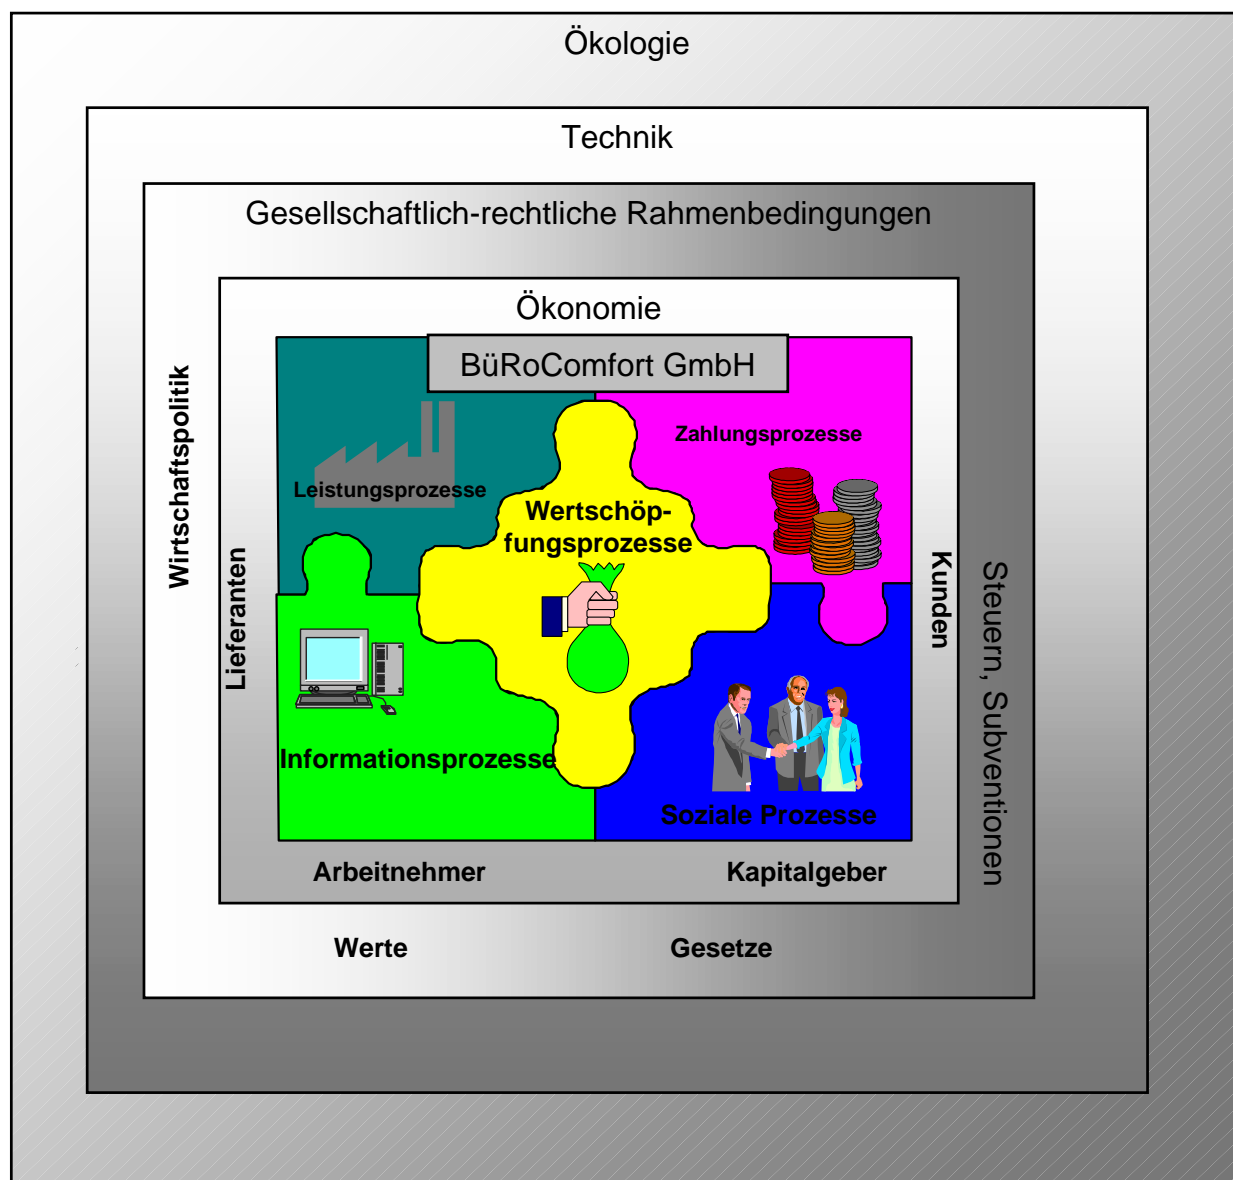 Ökologie
Technik
Gesellschaftlich-rechtliche Rahmenbedingungen
Ökonomie
BüRoComfort GmbH
Wirtschaftspolitik
Lieferanten
Leistungsprozesse
Zahlungsprozesse
Wertschöp-
fungsprozesse
Kunden
Steuern, Subventionen
Informationsprozesse
Soziale Prozesse
Arbeitnehmer
Kapitalgeber
Werte
Gesetze